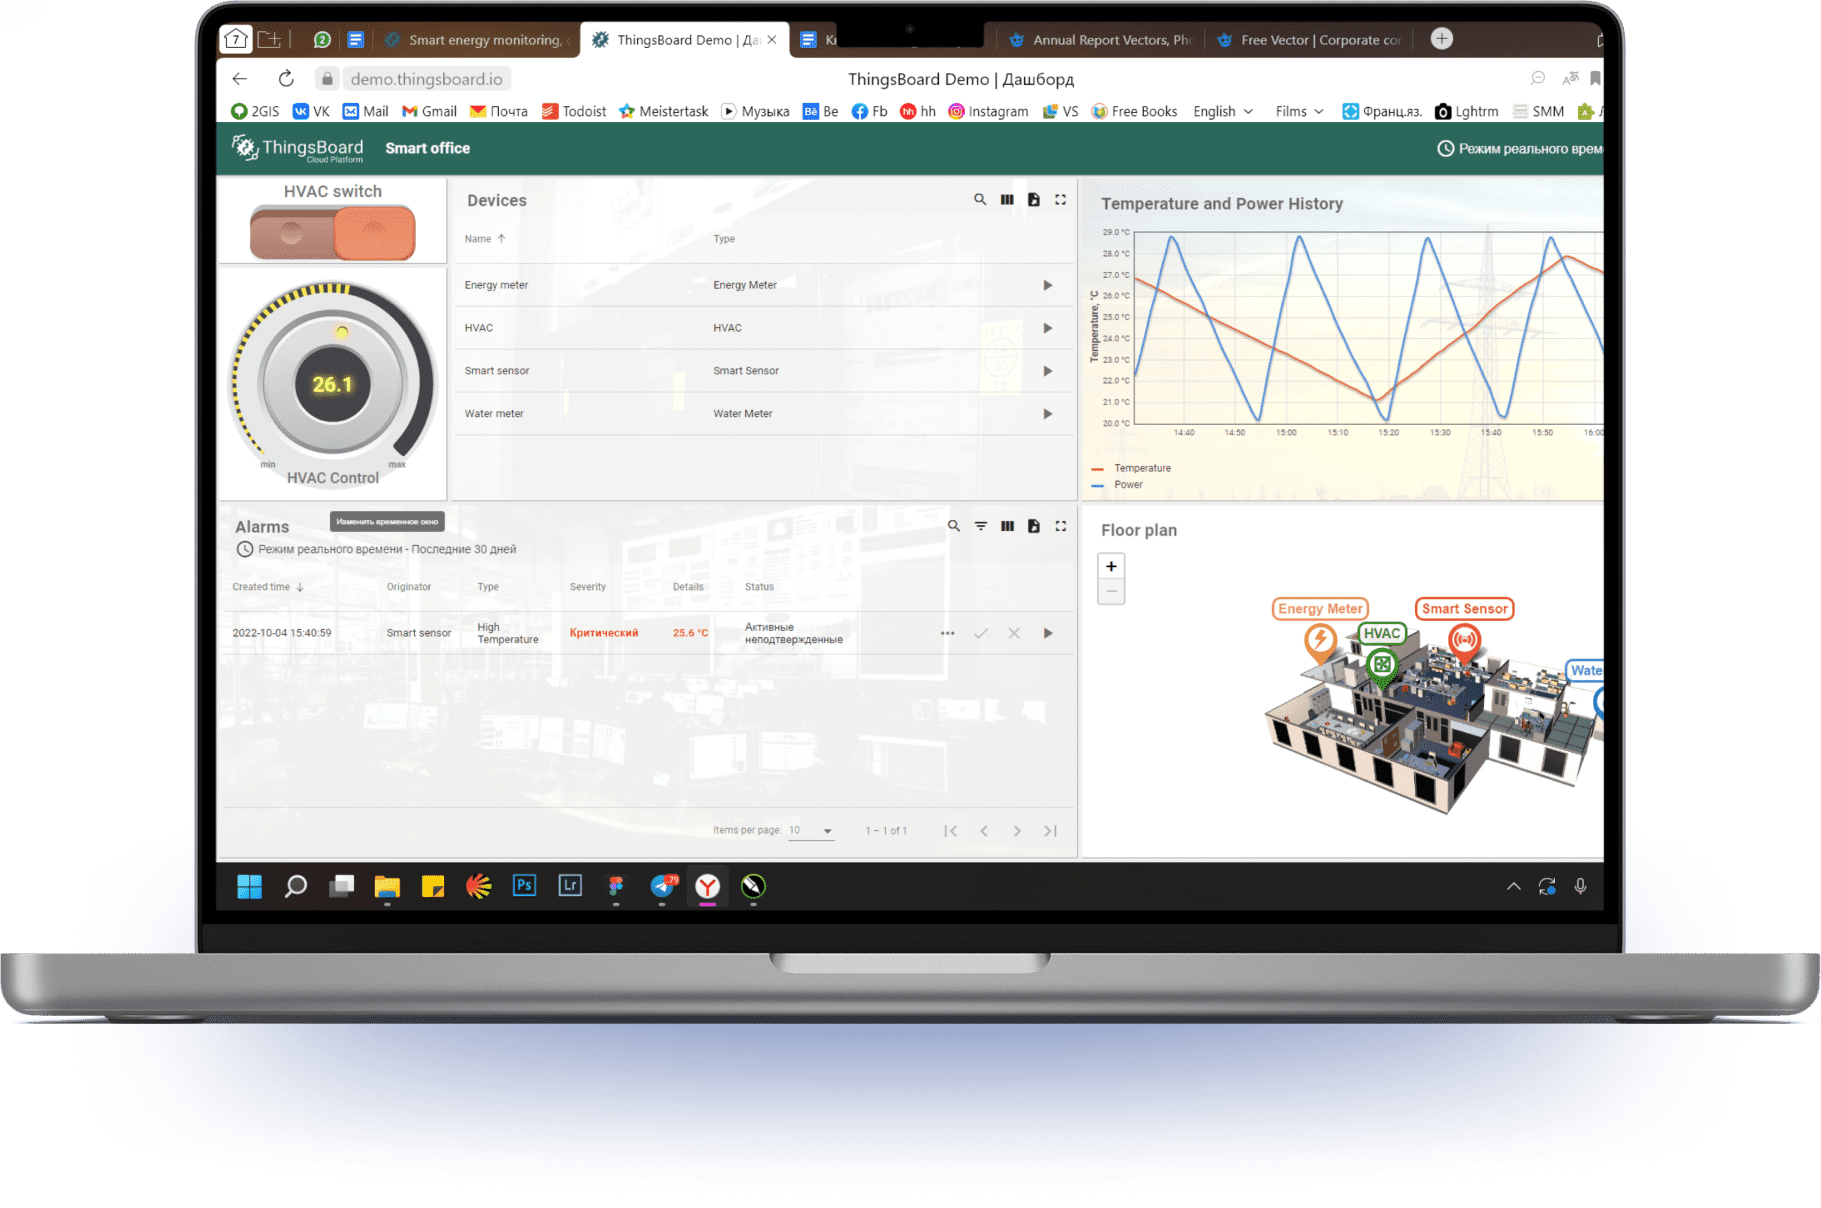 7
2
Smart energy monitoring,
ThingsBoard Demo | Да
Annual Report Vectors, Pho
Free Vector | Corporate co
demo.thingsboard.io
ThingsBoard Demo | Дашборд
2GIS VK Mail Gmail Почта Todoist Meistertask Музыка Bē Be Fb hh hh Instagram VS Free Books English Films Франц.яз. Lghtrm SMM
ThingsBoard
Cloud Platform
Smart office
Режим реального врем
HVAC switch
26.1
min
max
HVAC Control
Devices
Name Type
Energy meter Energy Meter
HVAC HVAC
Smart sensor Smart Sensor
Water meter Water Meter
Temperature and Power History
Temperature, °C
29.0 °C
28.0 °C
27.0 °C
26.0 °C
25.0 °C
24.0 °C
23.0 °C
22.0 °C
21.0 °C
20.0 °C
14:40 14:50 15:00 15:10 15:20 15:30 15:40 15:50 16:00
Temperature
Power
Alarms
Изменить временное окно
Режим реального времени - Последние 30 дней
Created time Originator Type Severity Details Status
2022-10-04 15:40:59 Smart sensor High Temperature Критический 25.6 °C Активные неподтвержденные
Items per page: 10 1 – 1 of 1
Floor plan
+
−
Energy Meter
Smart Sensor
HVAC
Wate
Ps
Lr
79